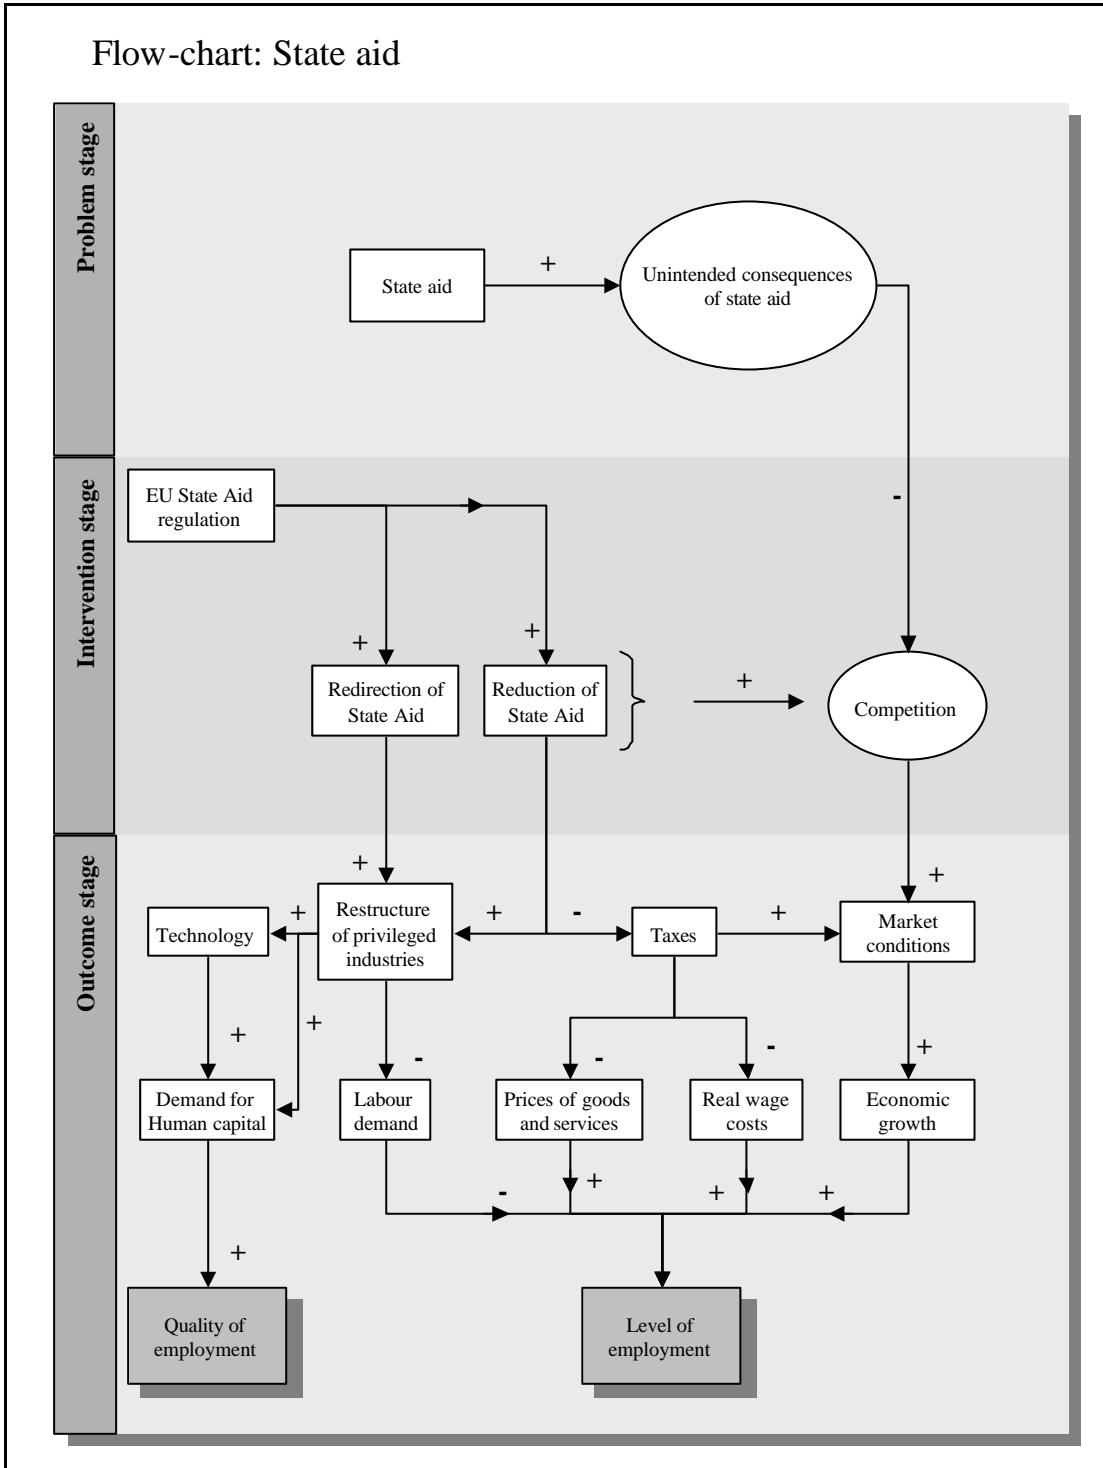 Flow-chart: State aid
Problem stage
State aid
+
Unintended consequences
of state aid
-
Intervention stage
EU State Aid
regulation
+
+
Redirection of
State Aid
Reduction of
State Aid
+
Competition
Outcome stage
+
+
Technology
+
Restructure
of privileged
industries
+
-
Taxes
+
Market
conditions
+
+
-
-
-
+
Demand for
Human capital
Labour
demand
Prices of goods
and services
Real wage
costs
Economic
growth
-
+
+
+
+
Quality of
employment
Level of
employment